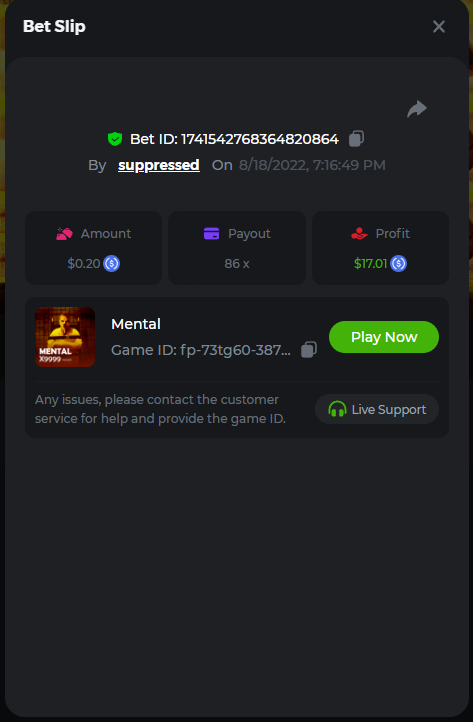 Bet Slip
Bet ID: 1741542768364820864
By suppressed On 8/18/2022, 7:16:49 PM
Amount Payout Profit
$0.20 86 x $17.01
Mental
Game ID: fp-73tg60-387...
Play Now
MENTAL
X9999
Any issues, please contact the customer
service for help and provide the game ID.
Live Support